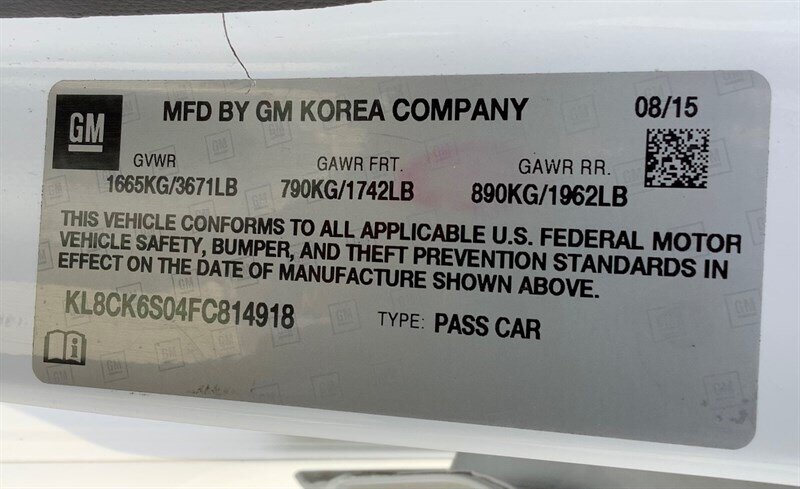 GM
MFD BY GM KOREA COMPANY 08/15
GVWR GAWR FRT. GAWR RR.
1665KG/3671LB 790KG/1742LB 890KG/1962LB
THIS VEHICLE CONFORMS TO ALL APPLICABLE U.S. FEDERAL MOTOR
VEHICLE SAFETY, BUMPER, AND THEFT PREVENTION STANDARDS IN
EFFECT ON THE DATE OF MANUFACTURE SHOWN ABOVE.
KL8CK6S04FC814918 TYPE: PASS CAR